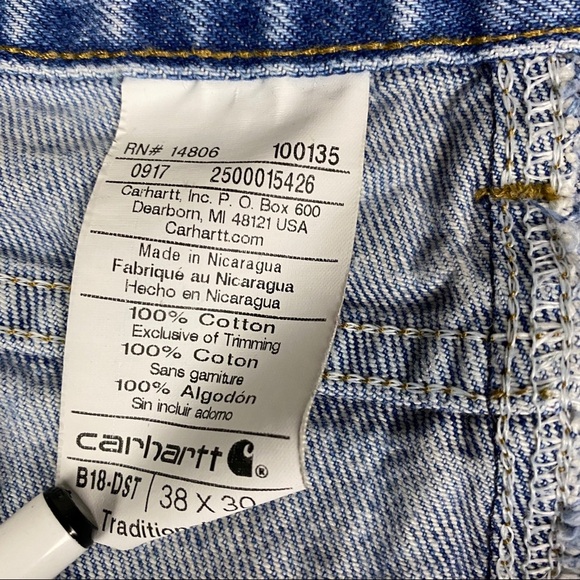 RN# 14806 100135
0917 2500015426
Carhartt, Inc. P. O. Box 600
Dearborn, MI 48121 USA
Carhartt.com
Made in Nicaragua
Fabriqué au Nicaragua
Hecho en Nicaragua
100% Cotton
Exclusive of Trimming
100% Coton
Sans garniture
100% Algodón
Sin incluir adorno
carhartt ®
B18-DST 38 X 30